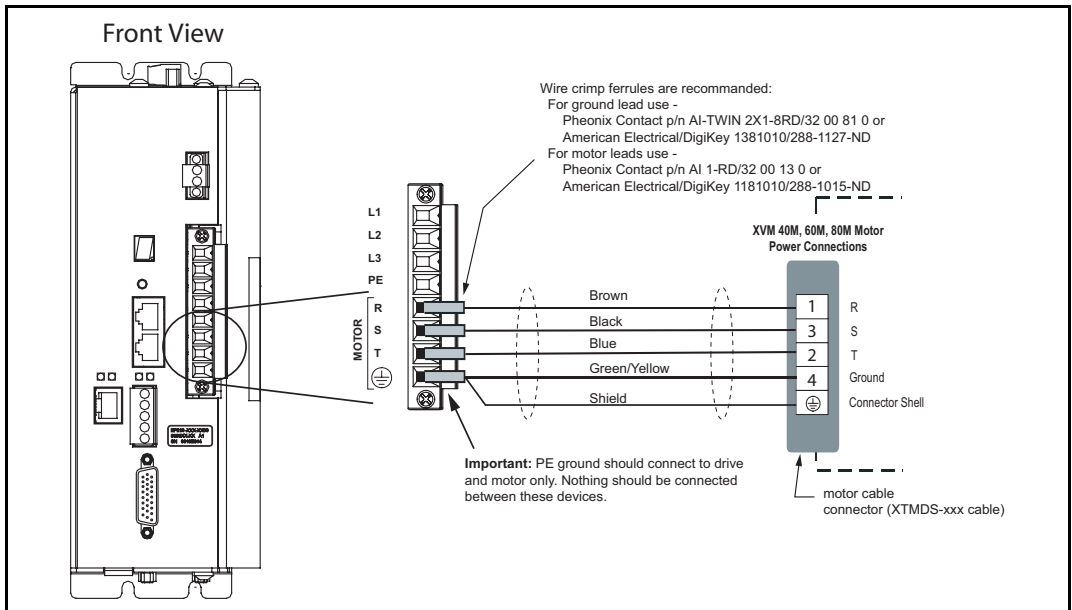 Front View
Wire crimp ferrules are recommanded:
For ground lead use -
Pheonix Contact p/n AI-TWIN 2X1-8RD/32 00 81 0 or
American Electrical/DigiKey 1381010/288-1127-ND
For motor leads use -
Pheonix Contact p/n AI 1-RD/32 00 13 0 or
American Electrical/DigiKey 1181010/288-1015-ND
L1
L2
L3
PE
MOTOR
R
S
T
Brown
Black
Blue
Green/Yellow
Shield
XVM 40M, 60M, 80M Motor
Power Connections
1 R
3 S
2 T
4 Ground
Connector Shell
Important: PE ground should connect to drive
and motor only. Nothing should be connected
between these devices.
motor cable
connector (XTMDS-xxx cable)